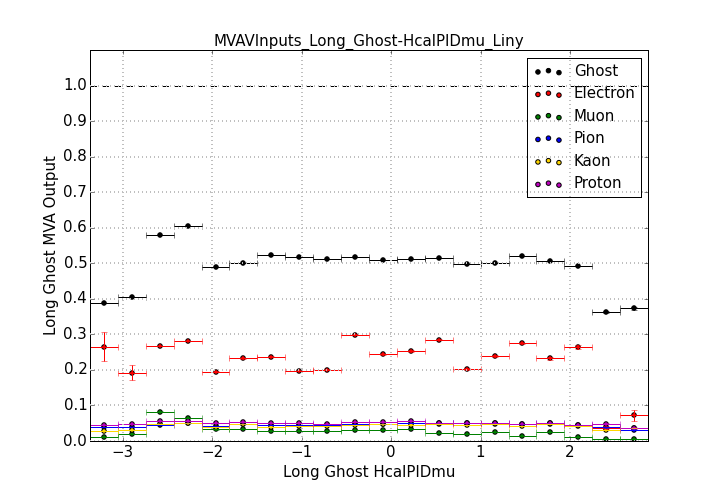 MVAVInputs_Long_Ghost-HcalPIDmu_Liny
Long Ghost MVA Output
1.0
0.9
0.8
0.7
0.6
0.5
0.4
0.3
0.2
0.1
0.0
Ghost
Electron
Muon
Pion
Kaon
Proton
−3
−2
−1
0
1
2
Long Ghost HcalPIDmu